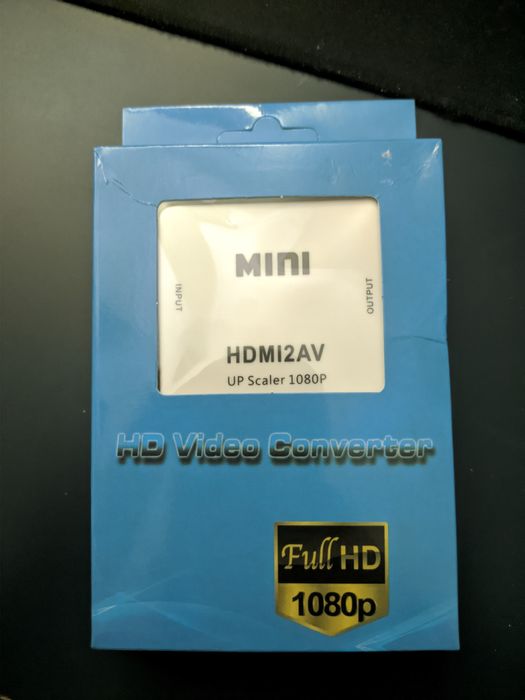 MINI
INPUT
OUTPUT
HDMI2AV
UP Scaler 1080P
HD Video Converter
Full HD
1080p